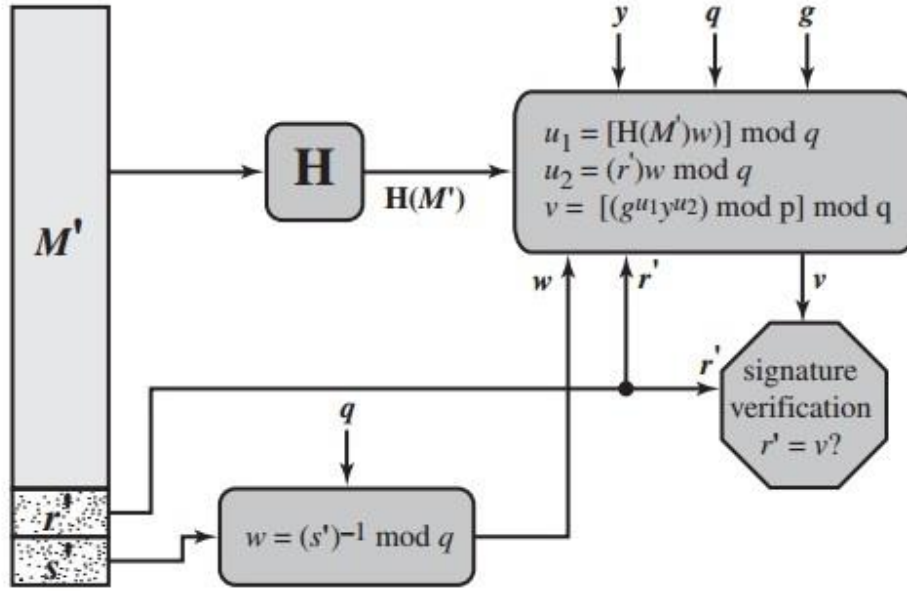 y q g
u₁ = [H(M')w)] mod q
u₂ = (r')w mod q
v = [(gᵘ¹yᵘ²) mod p] mod q
H
H(M')
M'
w
r'
v
r'
signature
verification
r' = v?
q
r'
w = (s')⁻¹ mod q
s'